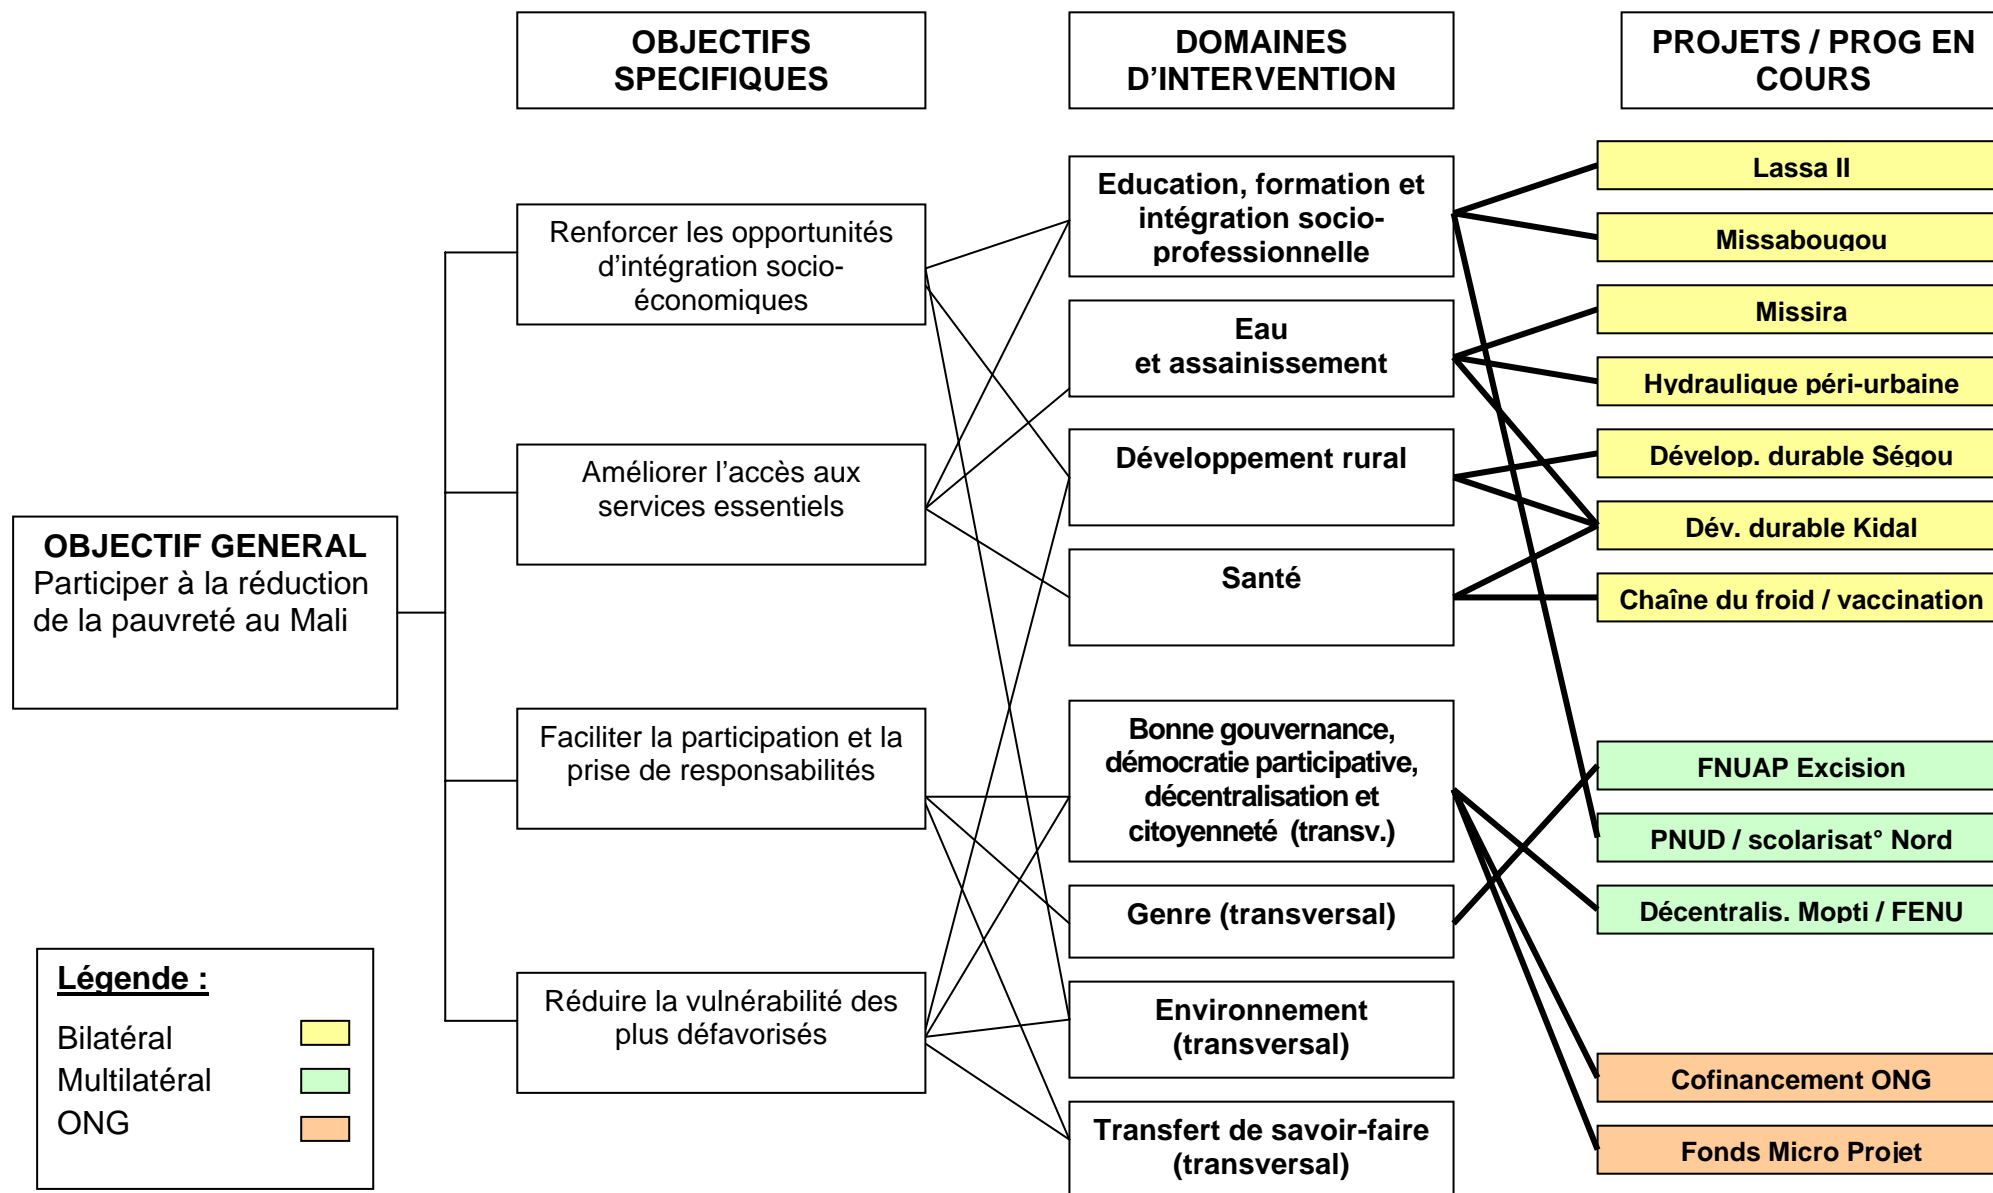 OBJECTIFS
SPECIFIQUES
DOMAINES
D’INTERVENTION
PROJETS / PROG EN
COURS
OBJECTIF GENERAL
Participer à la réduction
de la pauvreté au Mali
Renforcer les opportunités
d’intégration socio-
économiques
Améliorer l’accès aux
services essentiels
Faciliter la participation et la
prise de responsabilités
Réduire la vulnérabilité des
plus défavorisés
Education, formation et
intégration socio-
professionnelle
Eau
et assainissement
Développement rural
Santé
Bonne gouvernance,
démocratie participative,
décentralisation et
citoyenneté (transv.)
Genre (transversal)
Environnement
(transversal)
Transfert de savoir-faire
(transversal)
Lassa II
Missabougou
Missira
Hydraulique péri-urbaine
Dévelop. durable Ségou
Dév. durable Kidal
Chaîne du froid / vaccination
FNUAP Excision
PNUD / scolarisat° Nord
Décentralis. Mopti / FENU
Cofinancement ONG
Fonds Micro Projet
Légende :
Bilatéral
Multilatéral
ONG